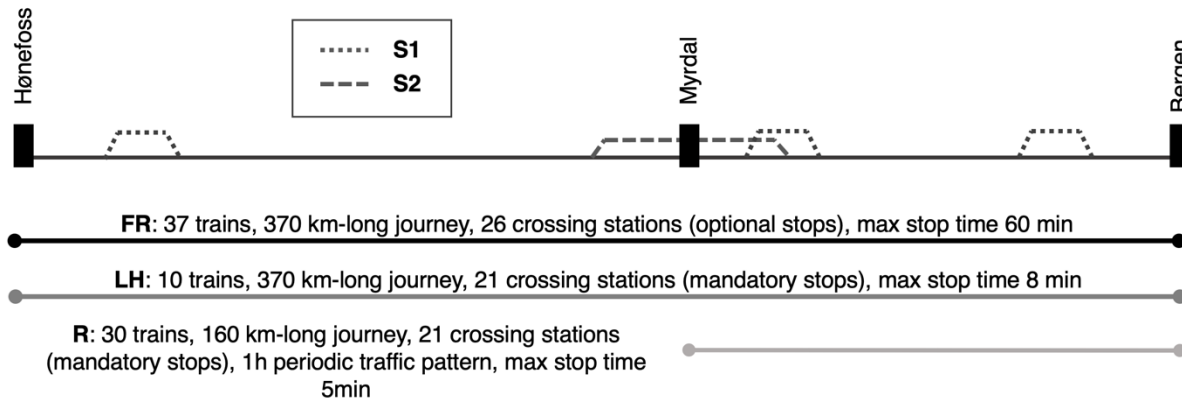 Hønefoss
S1
S2
Myrdal
Bergen
FR: 37 trains, 370 km-long journey, 26 crossing stations (optional stops), max stop time 60 min
LH: 10 trains, 370 km-long journey, 21 crossing stations (mandatory stops), max stop time 8 min
R: 30 trains, 160 km-long journey, 21 crossing stations
(mandatory stops), 1h periodic traffic pattern, max stop time
5min